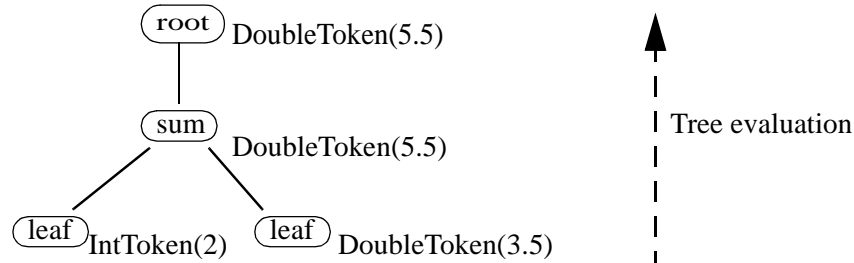 root
DoubleToken(5.5)
sum
DoubleToken(5.5)
Tree evaluation
leaf
IntToken(2)
leaf
DoubleToken(3.5)